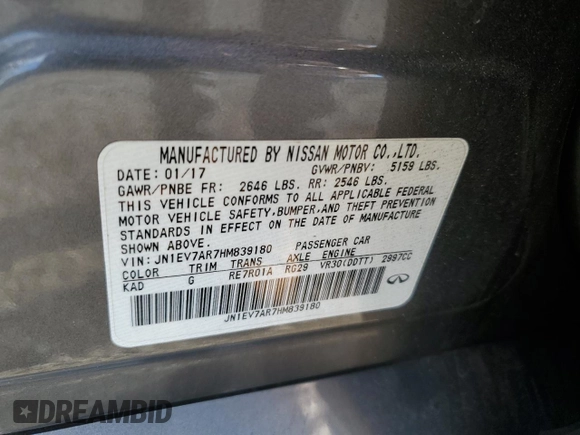 MANUFACTURED BY NISSAN MOTOR CO.,LTD.
DATE: 01/17 GVWR/PNBV: 5159 LBS.
GAWR/PNBE FR: 2646 LBS. RR: 2546 LBS.
THIS VEHICLE CONFORMS TO ALL APPLICABLE FEDERAL
MOTOR VEHICLE SAFETY,BUMPER,AND THEFT PREVENTION
STANDARDS IN EFFECT ON THE DATE OF MANUFACTURE
SHOWN ABOVE.
VIN: JN1EV7AR7HM839180 PASSENGER CAR
COLOR TRIM TRANS AXLE ENGINE
KAD G RE7R01A RG29 VR30(DDTT) 2997CC
JN1EV7AR7HM839180
DREAMBID